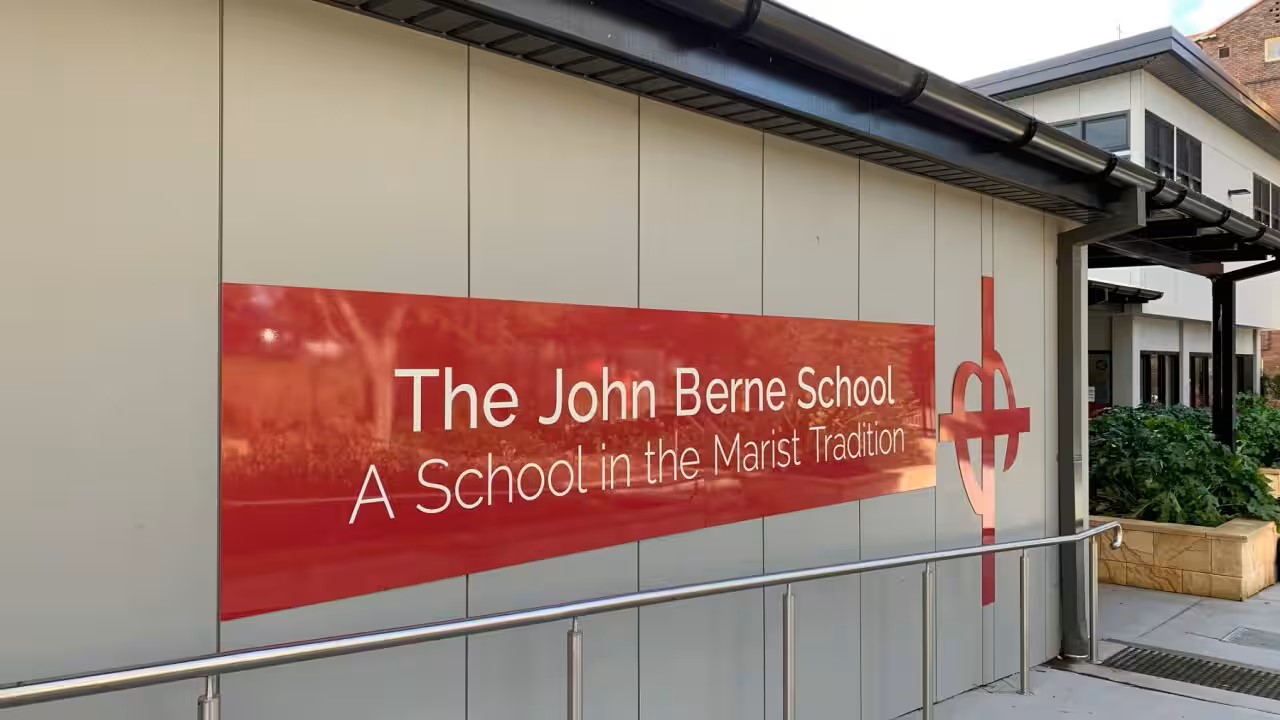 The John Berne School
A School in the Marist Tradition